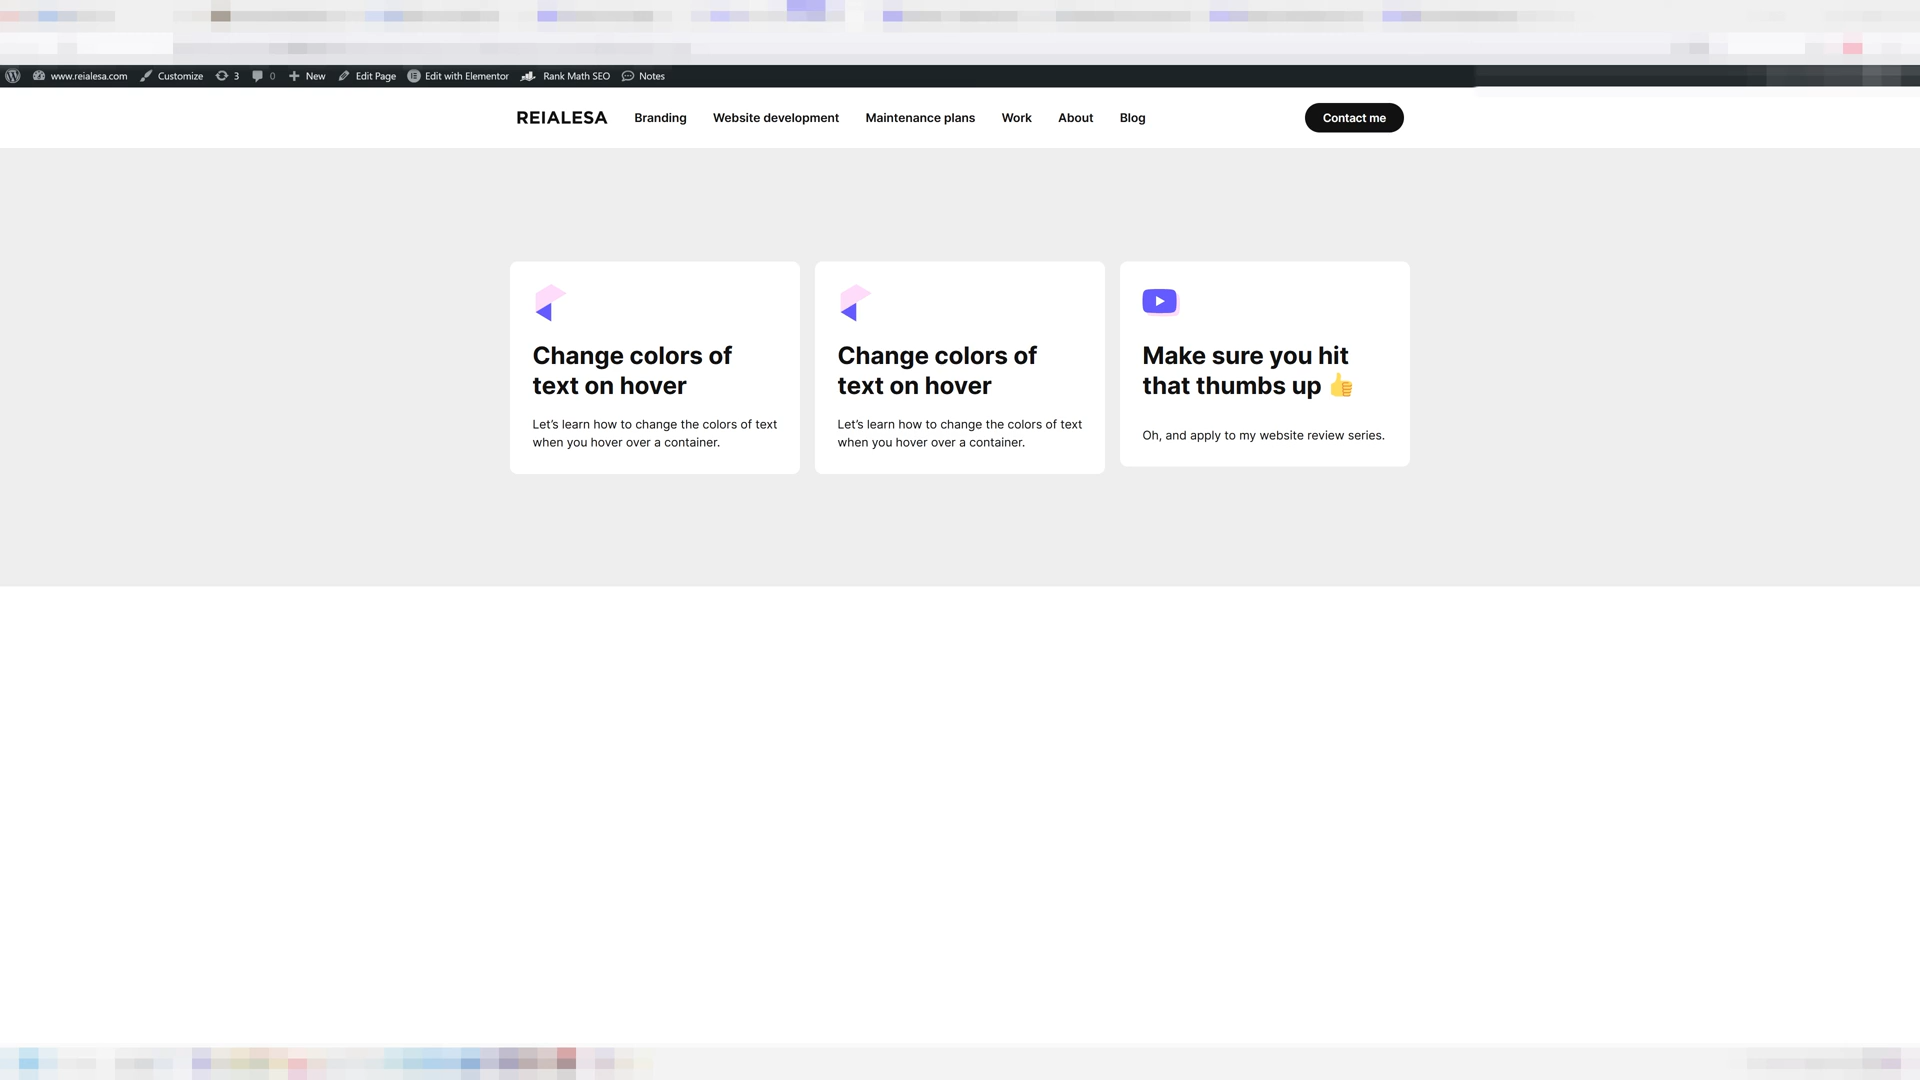 www.reialesa.com Customize 3 0 New Edit Page Edit with Elementor Rank Math SEO Notes
REIALESA Branding Website development Maintenance plans Work About Blog Contact me
Change colors of
text on hover
Let's learn how to change the colors of text
when you hover over a container.
Change colors of
text on hover
Let's learn how to change the colors of text
when you hover over a container.
Make sure you hit
that thumbs up 👍
Oh, and apply to my website review series.